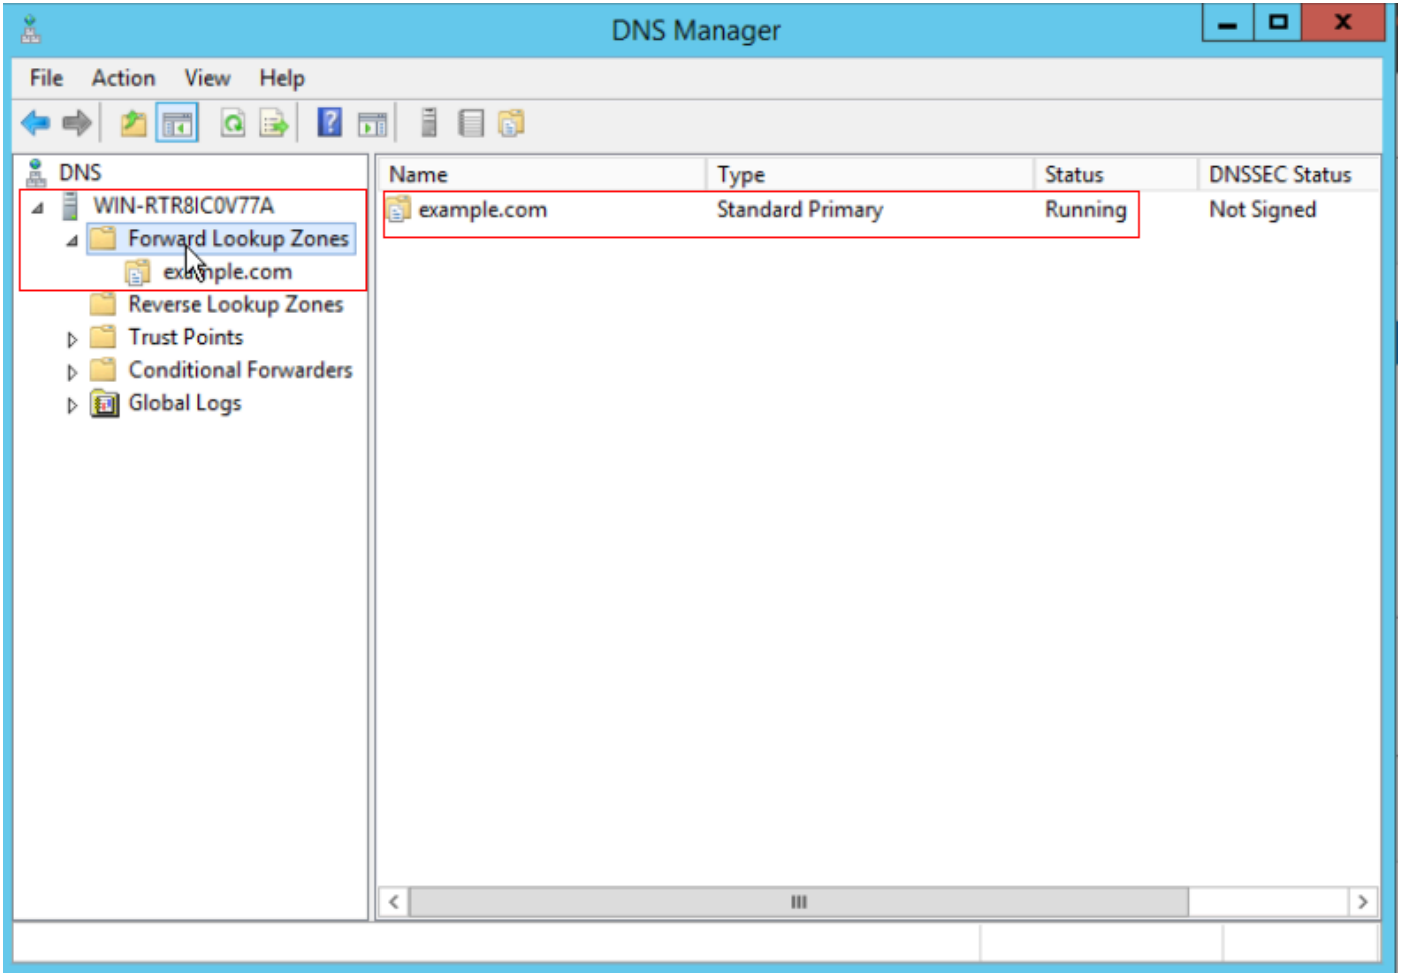 DNS Manager
File Action View Help
DNS
WIN-RTR8IC0V77A
Forward Lookup Zones
example.com
Reverse Lookup Zones
Trust Points
Conditional Forwarders
Global Logs
Name Type Status DNSSEC Status
example.com Standard Primary Running Not Signed